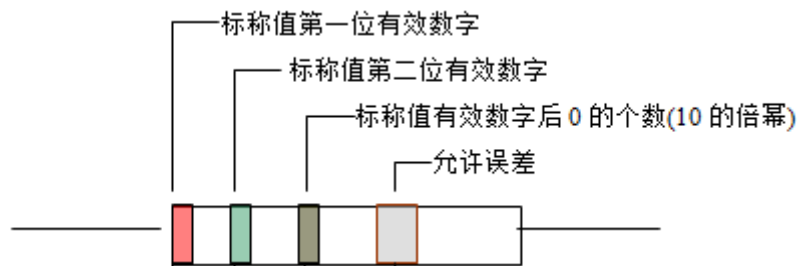 标称值第一位有效数字
标称值第二位有效数字
标称值有效数字后0的个数(10的倍幂)
允许误差